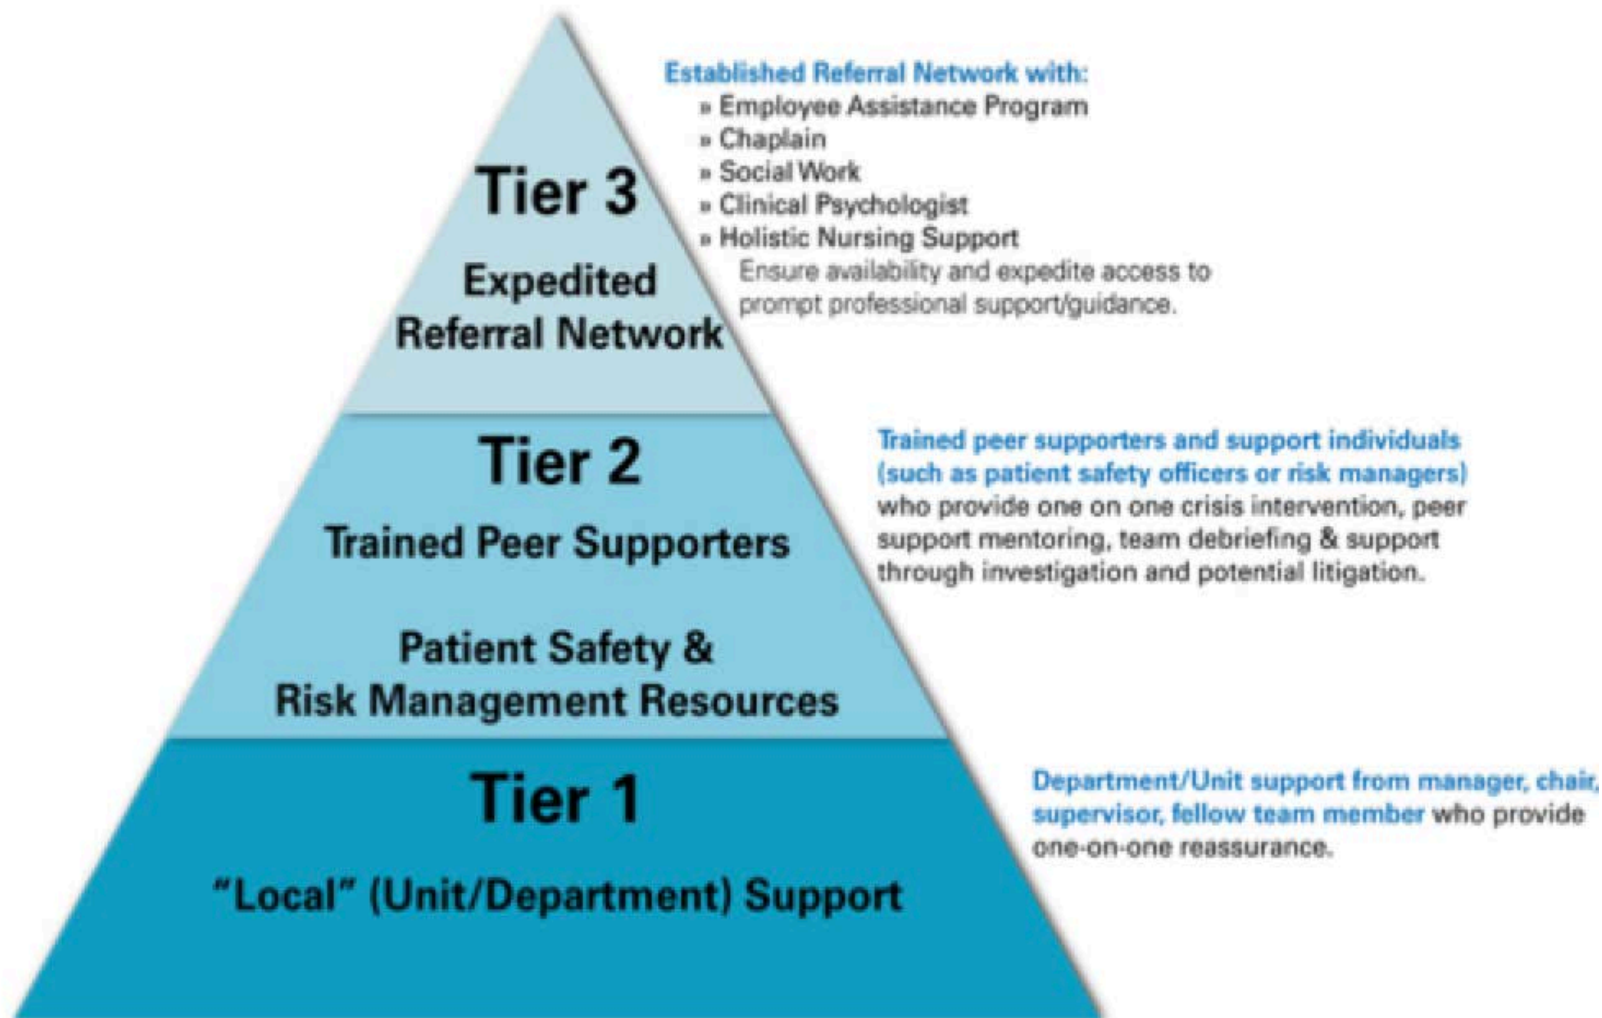 Established Referral Network with:
» Employee Assistance Program
» Chaplain
» Social Work
» Clinical Psychologist
» Holistic Nursing Support
Ensure availability and expedite access to
prompt professional support/guidance.
Tier 3
Expedited
Referral Network
Tier 2
Trained Peer Supporters
Patient Safety &
Risk Management Resources
Trained peer supporters and support individuals
(such as patient safety officers or risk managers)
who provide one on one crisis intervention, peer
support mentoring, team debriefing & support
through investigation and potential litigation.
Tier 1
"Local" (Unit/Department) Support
Department/Unit support from manager, chair,
supervisor, fellow team member who provide
one-on-one reassurance.